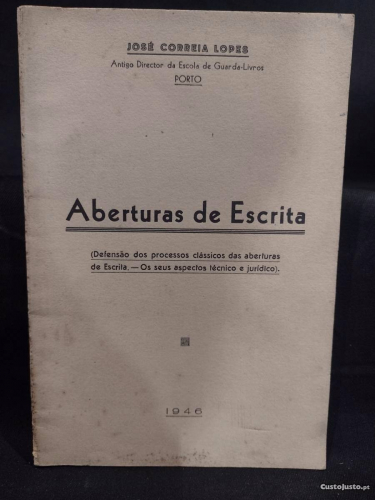 JOSÉ CORREIA LOPES
Antigo Director da Escola de Guarda-Livros
PORTO
Aberturas de Escrita
(Defensão dos processos clássicos das aberturas
de Escrita. — Os seus aspectos técnico e jurídico).
1946
CustoJusto.pt